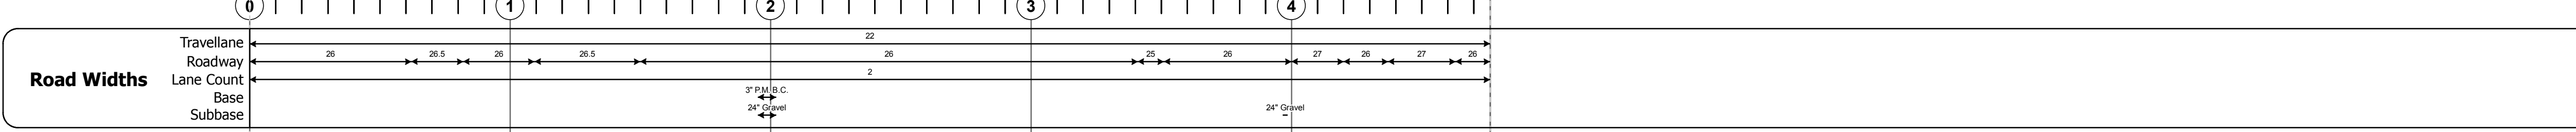 0 1 2 3 4
Travellane 22
Roadway 26 26.5 26 26.5 26 25 26 27 26 27 26
Road Widths
Lane Count 2
Base 3" P.M. B.C.
Subbase 24" Gravel 24" Gravel